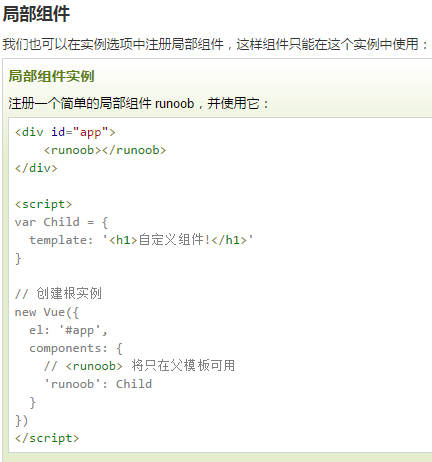 局部组件
我们也可以在实例选项中注册局部组件，这样组件只能在这个实例中使用：
局部组件实例
注册一个简单的局部组件 runoob，并使用它：
<div id="app">
    <runoob></runoob>
</div>

<script>
var Child = {
  template: '<h1>自定义组件!</h1>'
}

// 创建根实例
new Vue({
  el: '#app',
  components: {
    // <runoob> 将只在父模板可用
    'runoob': Child
  }
})
</script>